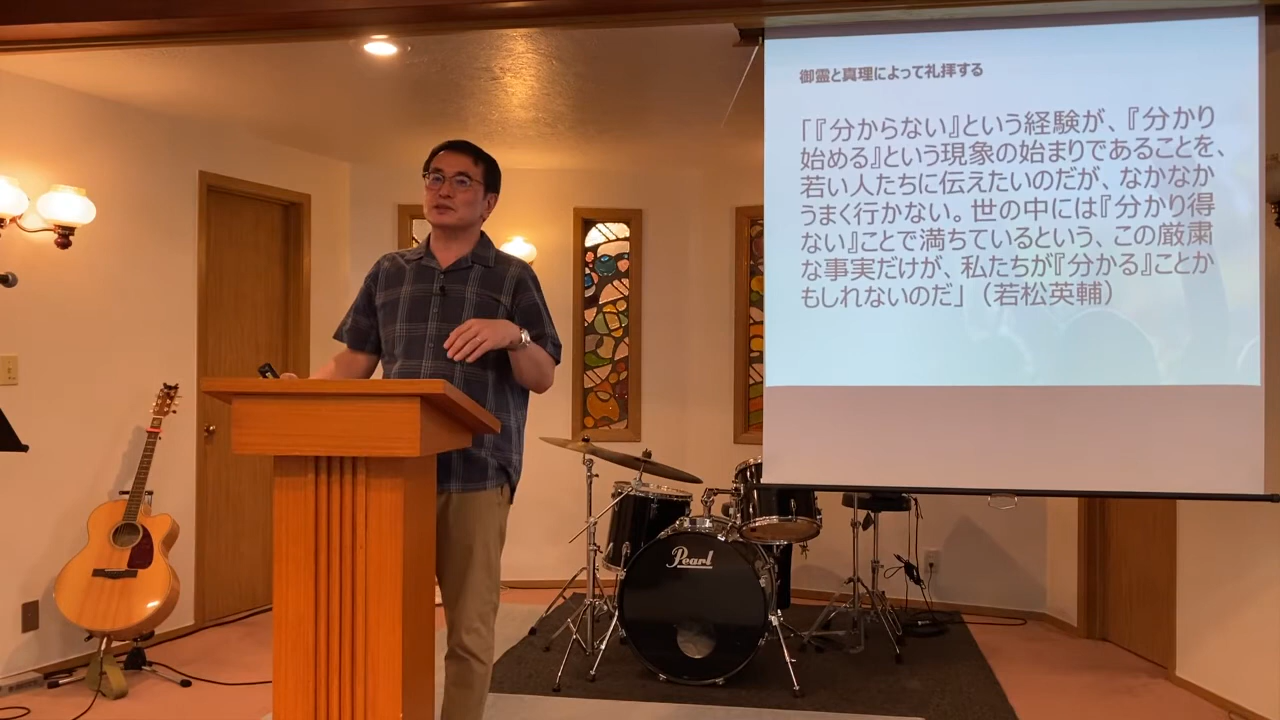 御霊と真理によって礼拝する
「『分からない』という経験が、『分かり
始める』という現象の始まりであることを、
若い人たちに伝えたいのだが、なかなか
うまく行かない。世の中には『分かり得
ない』ことで満ちているという、この厳粛
な事実だけが、私たちが『分かる』ことか
もしれないのだ」（若松英輔）
Pearl